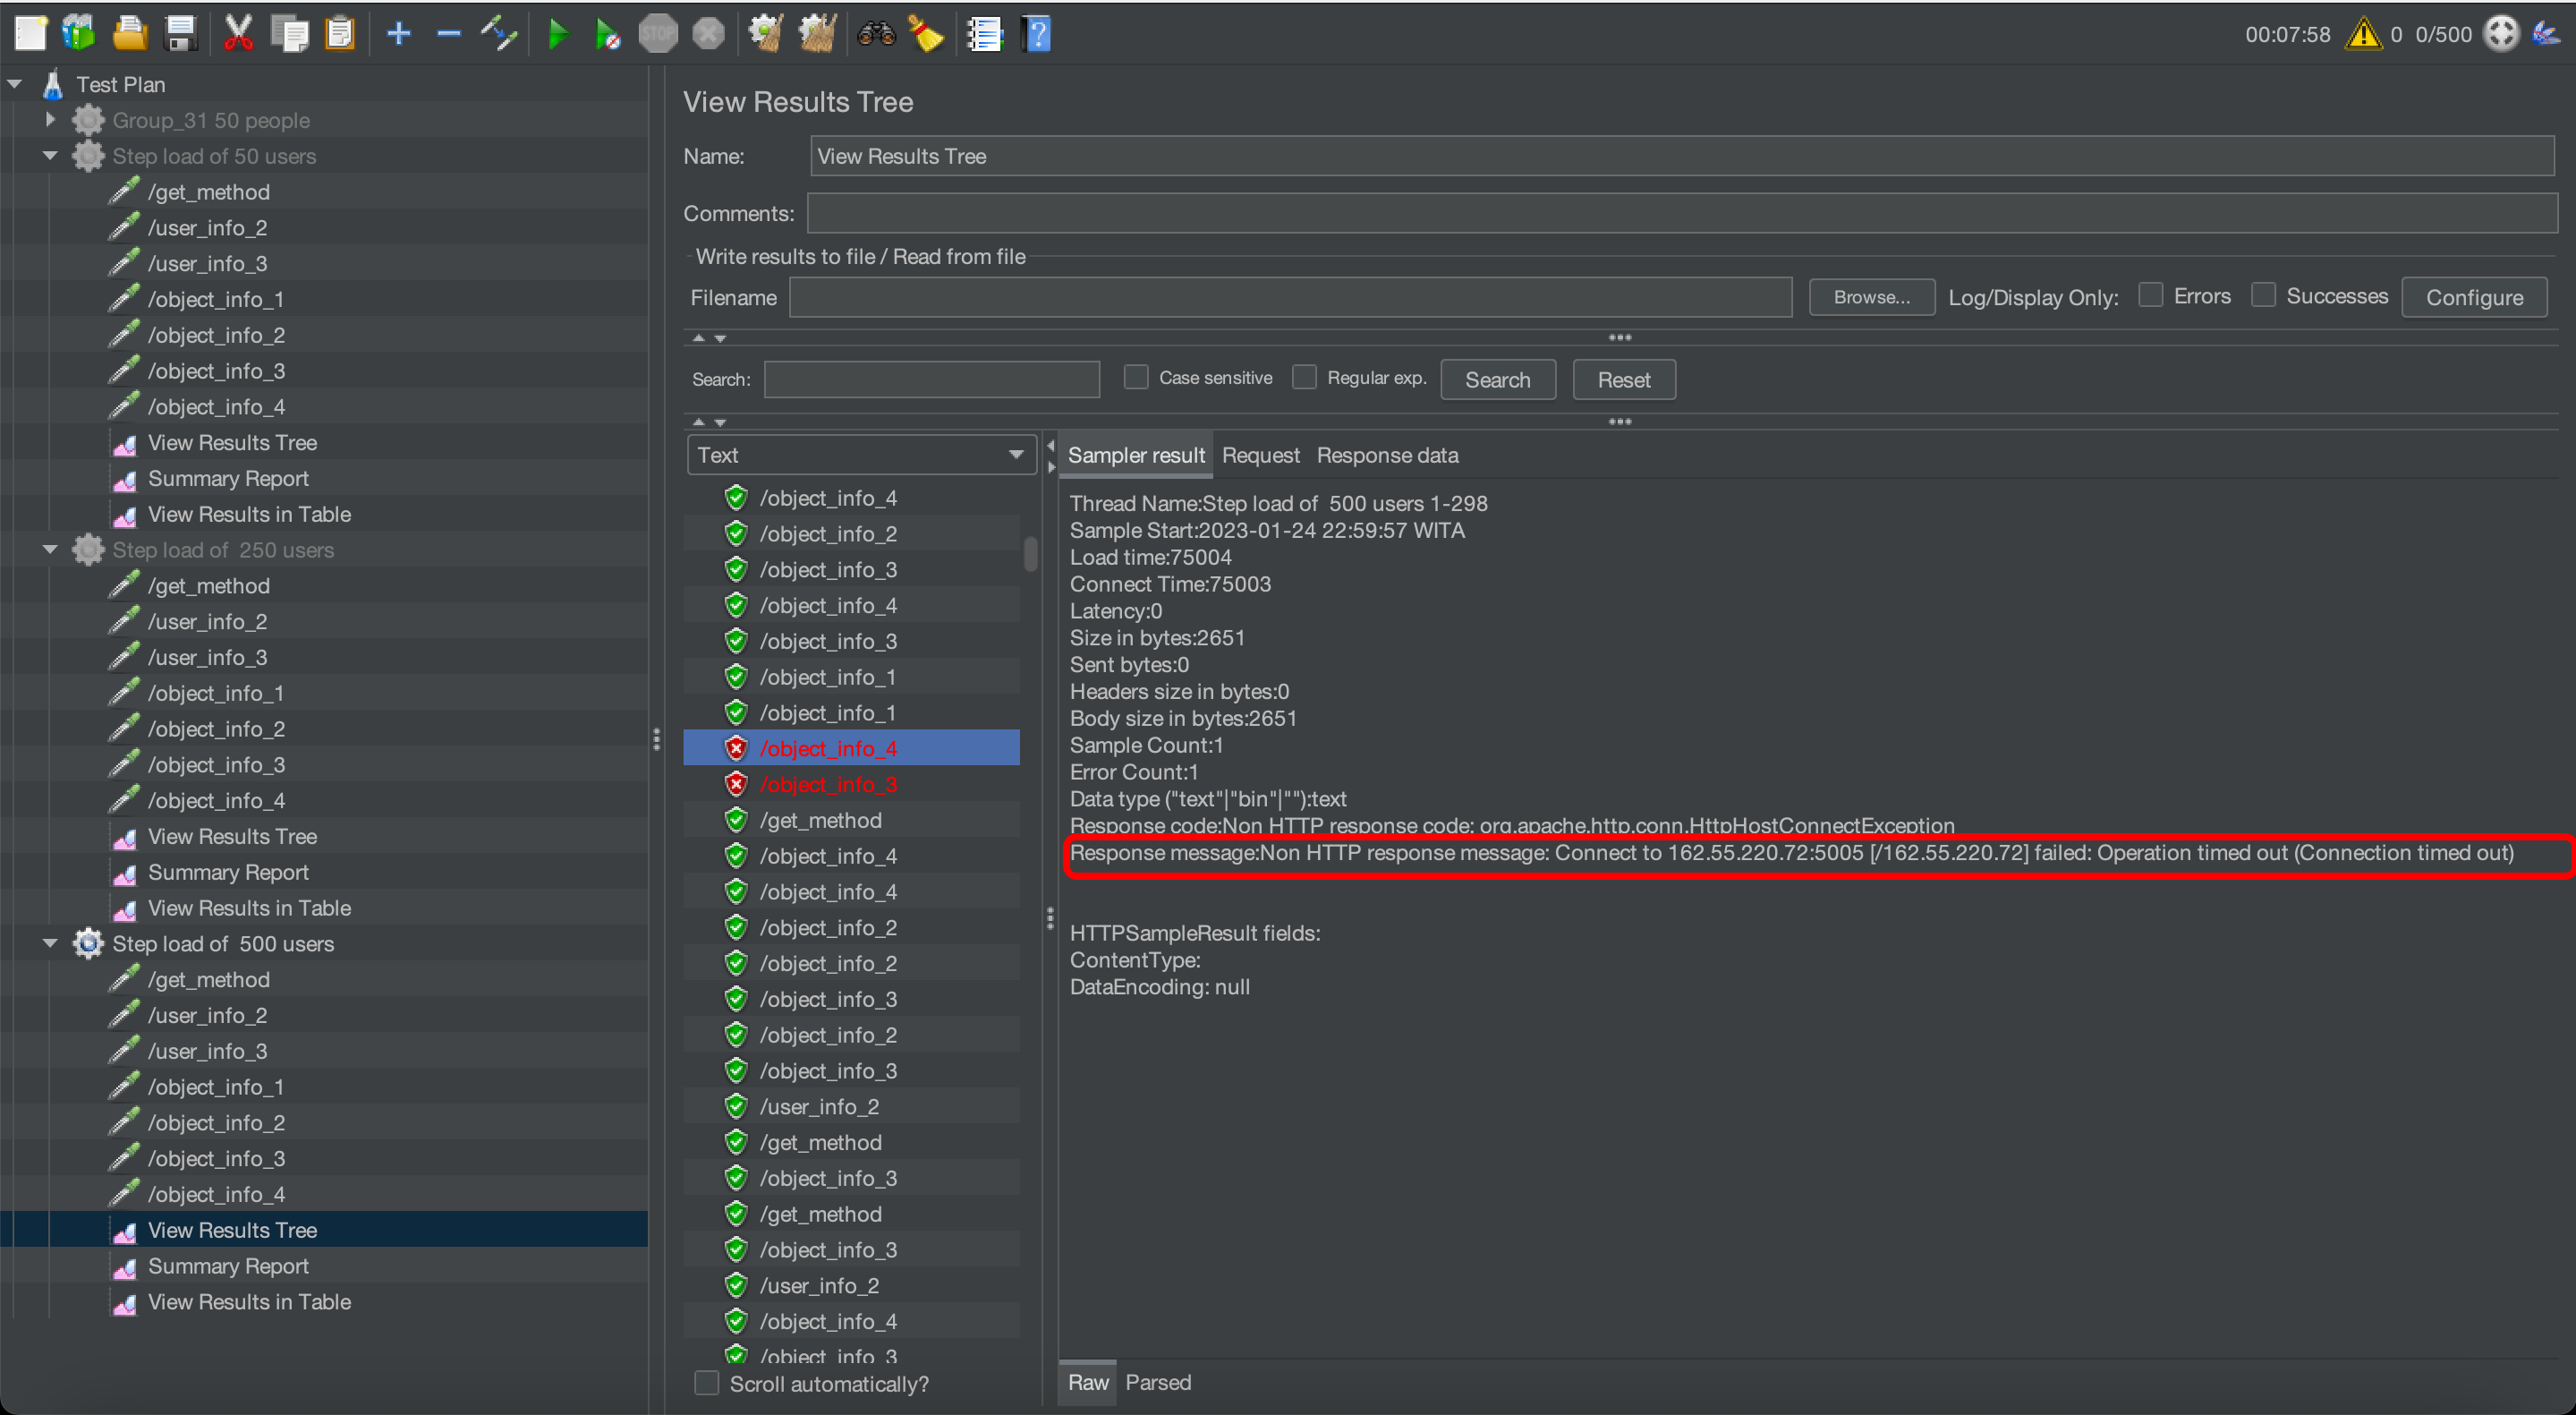 STOP
00:07:58
0
0/500
Test Plan
Group_31 50 people
Step load of 50 users
/get_method
/user_info_2
/user_info_3
/object_info_1
/object_info_2
/object_info_3
/object_info_4
View Results Tree
Summary Report
View Results in Table
Step load of  250 users
/get_method
/user_info_2
/user_info_3
/object_info_1
/object_info_2
/object_info_3
/object_info_4
View Results Tree
Summary Report
View Results in Table
Step load of  500 users
/get_method
/user_info_2
/user_info_3
/object_info_1
/object_info_2
/object_info_3
/object_info_4
View Results Tree
Summary Report
View Results in Table
View Results Tree
Name: View Results Tree
Comments:
Write results to file / Read from file
Filename Browse... Log/Display Only: Errors Successes Configure
Search: Case sensitive Regular exp. Search Reset
Text
/object_info_4
/object_info_2
/object_info_3
/object_info_4
/object_info_3
/object_info_1
/object_info_1
/object_info_4
/object_info_3
/get_method
/object_info_4
/object_info_4
/object_info_2
/object_info_2
/object_info_3
/object_info_2
/object_info_3
/user_info_2
/get_method
/object_info_3
/get_method
/object_info_3
/user_info_2
/object_info_4
/object_info_3
Scroll automatically?
Sampler result Request Response data
Thread Name:Step load of  500 users 1-298
Sample Start:2023-01-24 22:59:57 WITA
Load time:75004
Connect Time:75003
Latency:0
Size in bytes:2651
Sent bytes:0
Headers size in bytes:0
Body size in bytes:2651
Sample Count:1
Error Count:1
Data type ("text"|"bin"|""):text
Response code:Non HTTP response code: org.apache.http.conn.HttpHostConnectException
Response message:Non HTTP response message: Connect to 162.55.220.72:5005 [/162.55.220.72] failed: Operation timed out (Connection timed out)
HTTPSampleResult fields:
ContentType:
DataEncoding: null
Raw Parsed